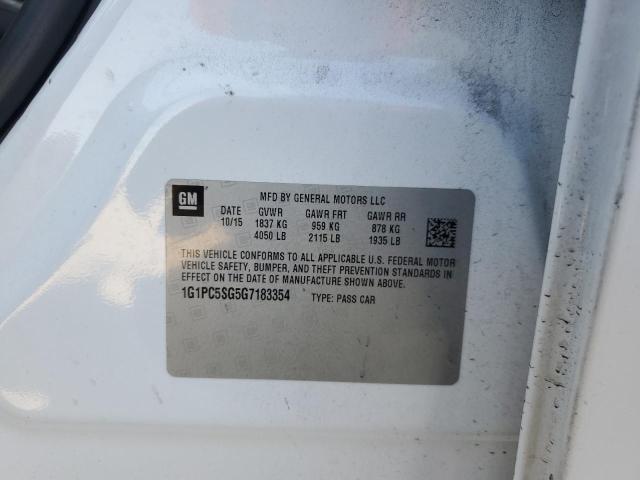 GM
MFD BY GENERAL MOTORS LLC
DATE GVWR GAWR FRT GAWR RR
10/15 1837 KG 959 KG 878 KG
4050 LB 2115 LB 1935 LB
THIS VEHICLE CONFORMS TO ALL APPLICABLE U.S. FEDERAL MOTOR
VEHICLE SAFETY, BUMPER, AND THEFT PREVENTION STANDARDS IN
EFFECT ON THE DATE OF MANUFACTURE SHOWN ABOVE.
1G1PC5SG5G7183354 TYPE: PASS CAR